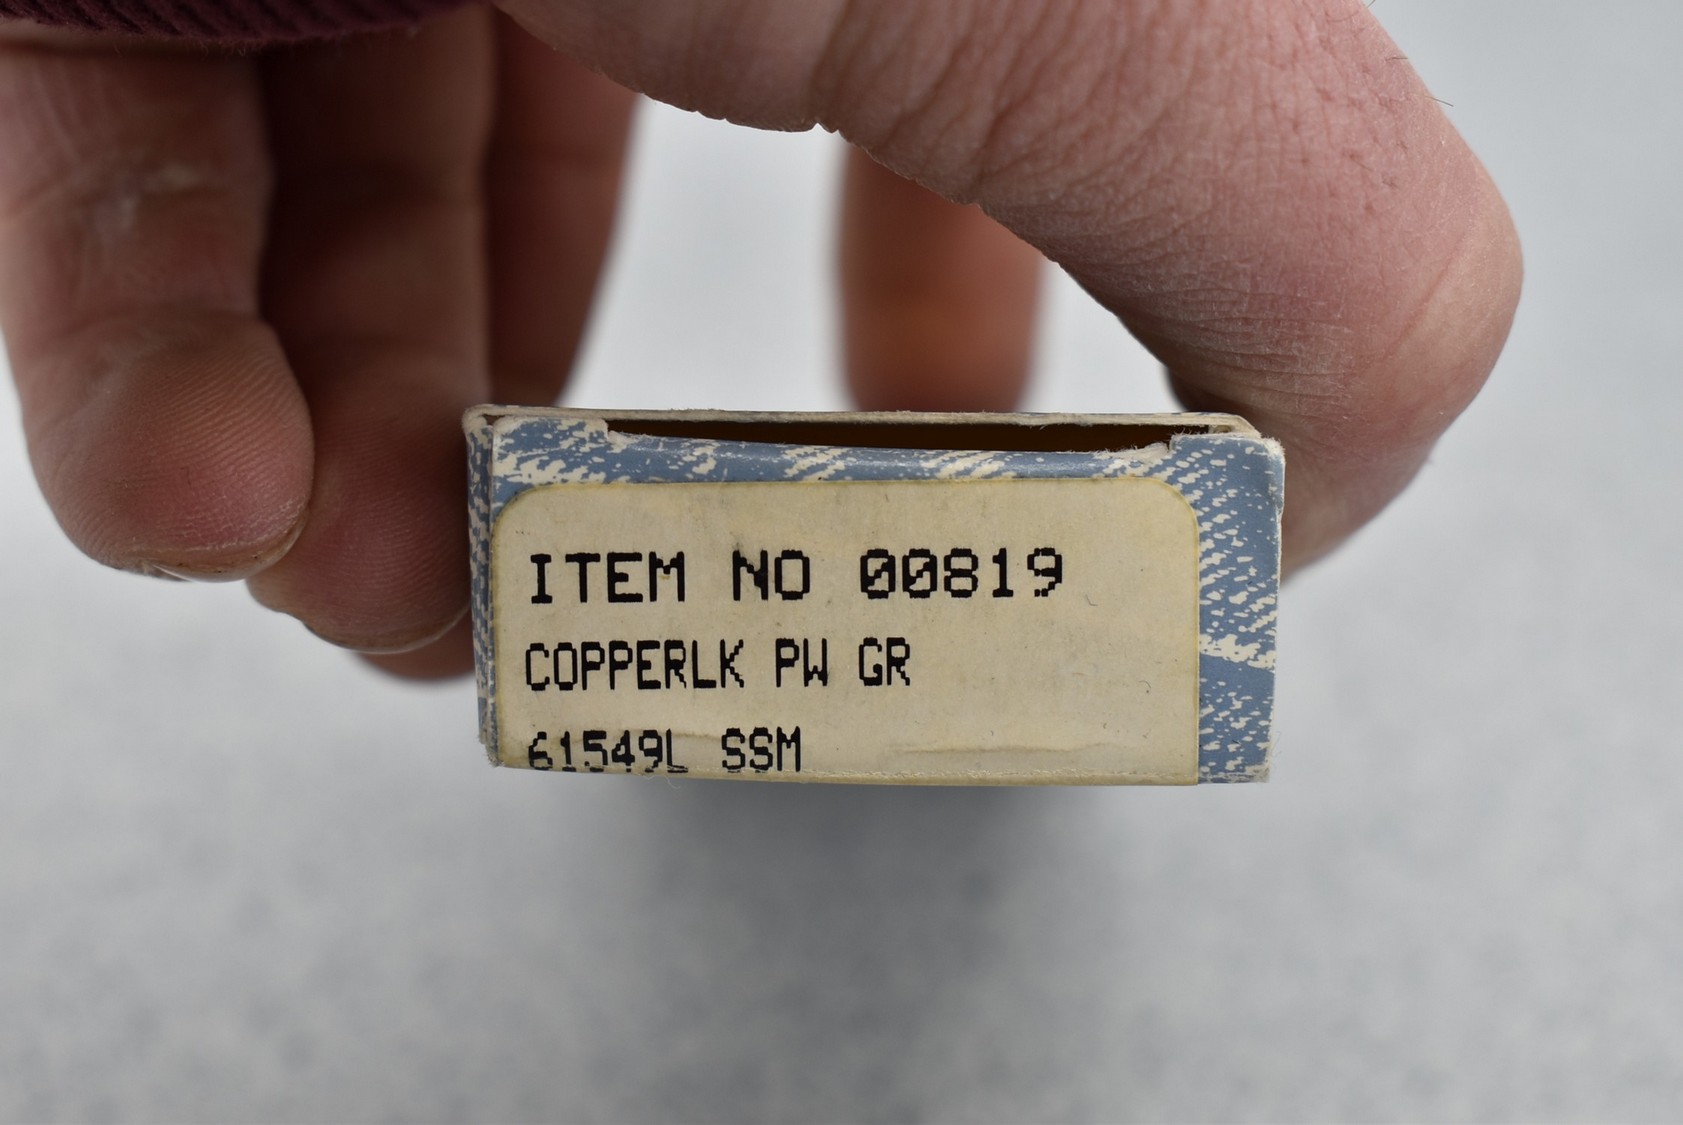 ITEM NO 00819
COPPERLK PW GR
61549L SSM